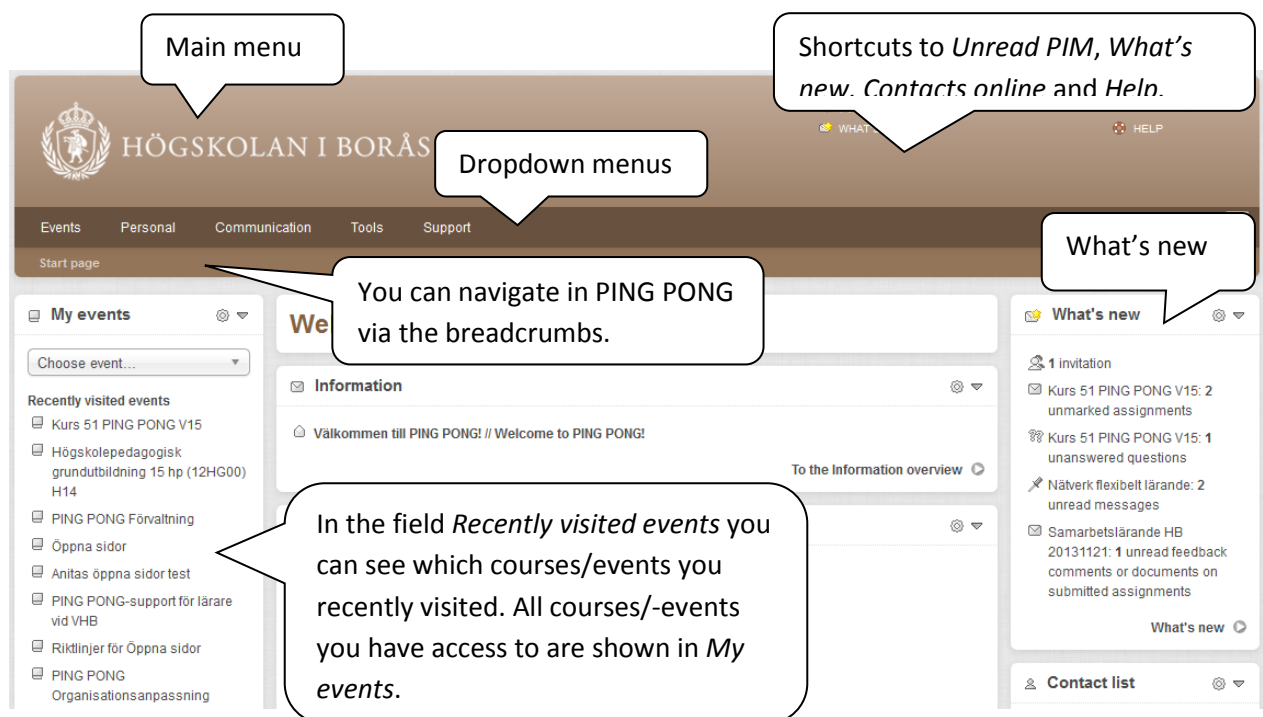 Main menu
Shortcuts to Unread PIM, What's
new, Contacts online and Help.
HÖGSKOLAN I BORÅS
WHAT'S
HELP
Dropdown menus
Events Personal Communication Tools Support
What's new
Start page
You can navigate in PING PONG
via the breadcrumbs.
My events
Choose event...
Recently visited events
Kurs 51 PING PONG V15
Högskolepedagogisk
grundutbildning 15 hp (12HG00)
H14
PING PONG Förvaltning
Öppna sidor
Anitas öppna sidor test
PING PONG-support för lärare
vid VHB
Riktlinjer för Öppna sidor
PING PONG
Organisationsanpassning
We
Information
Välkommen till PING PONG! // Welcome to PING PONG!
To the Information overview
In the field Recently visited events you
can see which courses/events you
recently visited. All courses/-events
you have access to are shown in My
events.
What's new
1 invitation
Kurs 51 PING PONG V15: 2
unmarked assignments
Kurs 51 PING PONG V15: 1
unanswered questions
Nätverk flexibelt lärande: 2
unread messages
Samarbetslärande HB
20131121: 1 unread feedback
comments or documents on
submitted assignments
What's new
Contact list